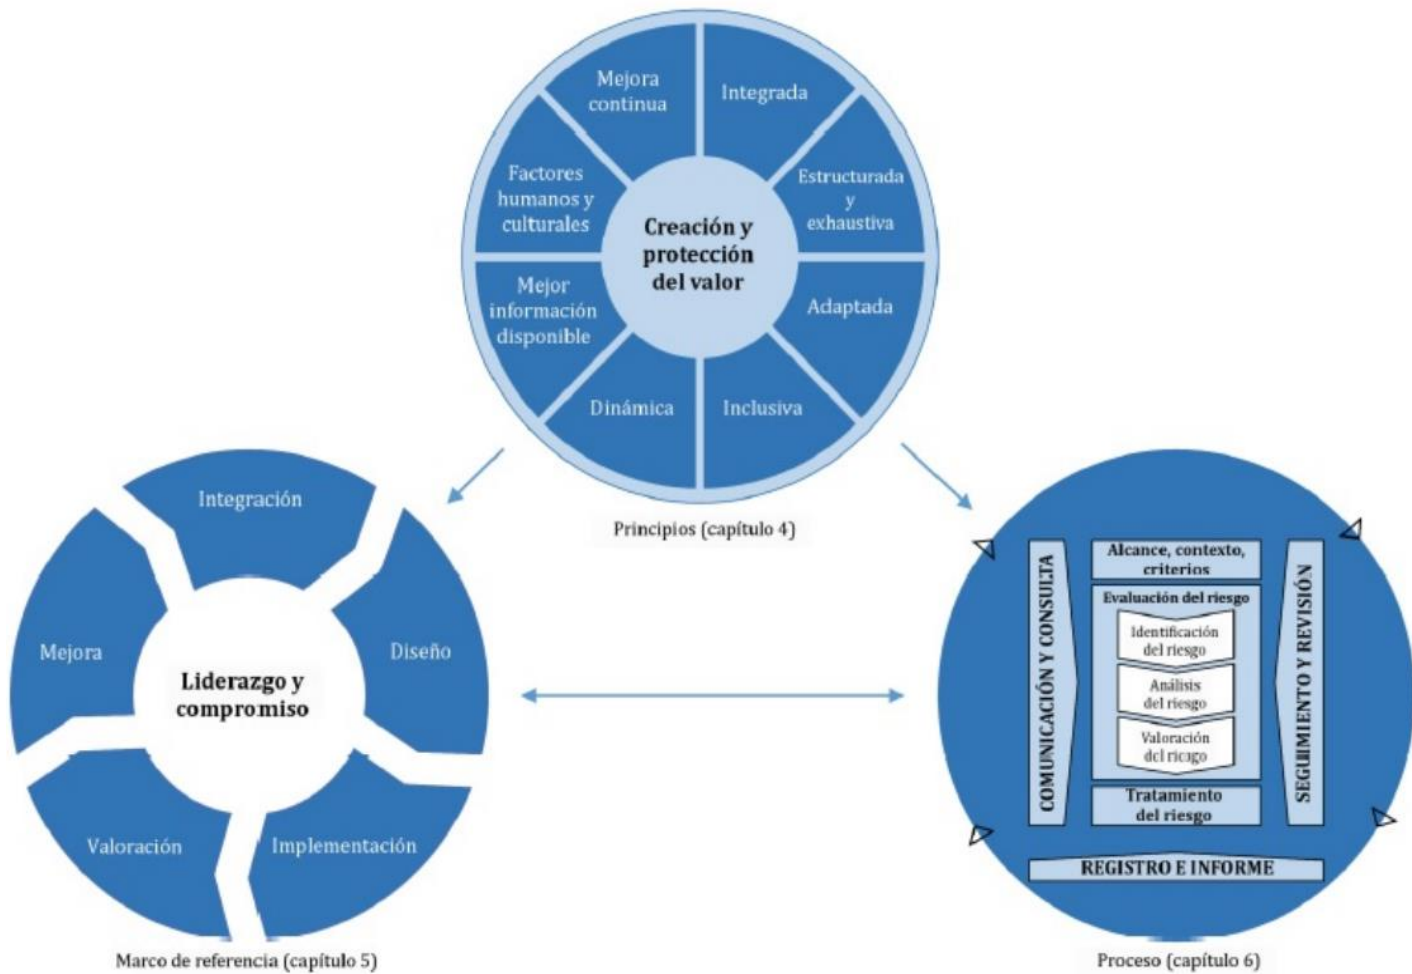 Mejora
continua
Integrada
Factores
humanos y
culturales
Estructurada
y
exhaustiva
Creación y
protección
del valor
Mejor
información
disponible
Adaptada
Dinámica
Inclusiva
Principios (capítulo 4)
Integración
Mejora
Diseño
Liderazgo y
compromiso
Valoración
Implementación
Marco de referencia (capítulo 5)
COMUNICACIÓN Y CONSULTA
Alcance, contexto,
criterios
Evaluación del riesgo
Identificación
del riesgo
Análisis
del riesgo
Valoración
del riesgo
Tratamiento
del riesgo
SEGUIMIENTO Y REVISIÓN
REGISTRO E INFORME
Proceso (capítulo 6)